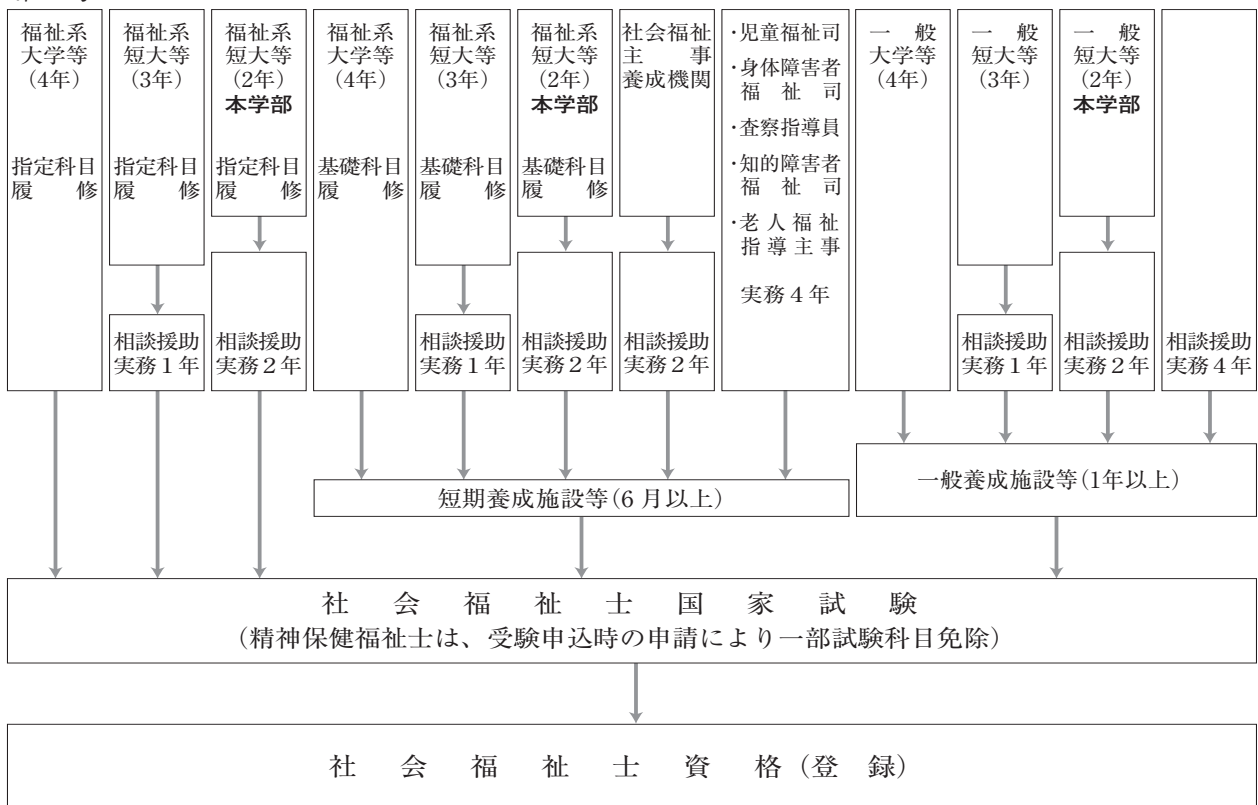 福祉系
大学等
(4年)
指定科目
履修
福祉系
短大等
(3年)
指定科目
履修
相談援助
実務1年
福祉系
短大等
(2年)
本学部
指定科目
履修
相談援助
実務2年
福祉系
大学等
(4年)
基礎科目
履修
福祉系
短大等
(3年)
基礎科目
履修
相談援助
実務1年
福祉系
短大等
(2年)
本学部
基礎科目
履修
相談援助
実務2年
社会福祉
主事
養成機関
相談援助
実務2年
・児童福祉司
・身体障害者
福祉司
・査察指導員
・知的障害者
福祉司
・老人福祉
指導主事
実務4年
一般
大学等
(4年)
一般
短大等
(3年)
相談援助
実務1年
一般
短大等
(2年)
本学部
相談援助
実務2年
相談援助
実務4年
短期養成施設等(6月以上)
一般養成施設等(1年以上)
社会福祉士国家試験
(精神保健福祉士は、受験申込時の申請により一部試験科目免除)
社会福祉士資格(登録)